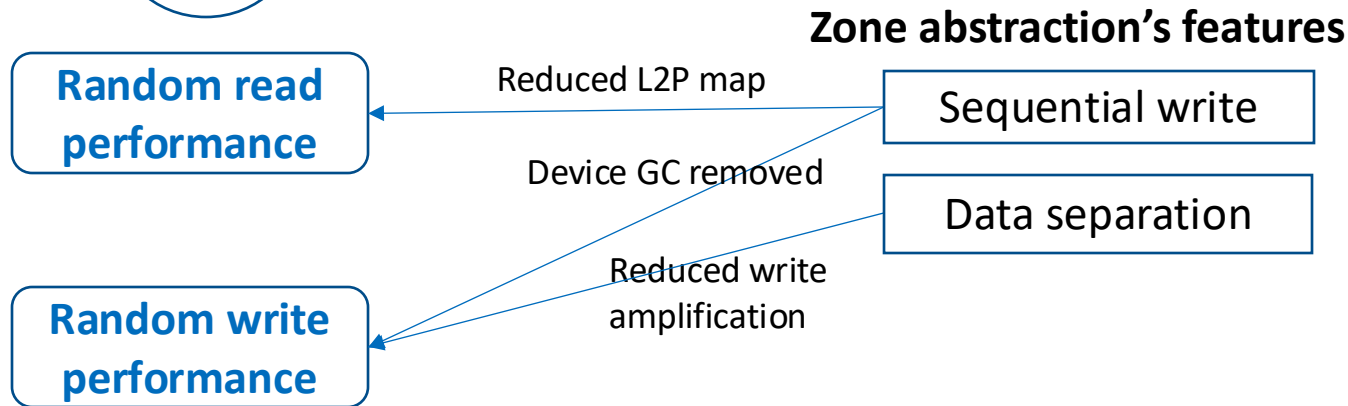 Zone abstraction's features
Random read
performance
Reduced L2P map
Sequential write
Device GC removed
Data separation
Reduced write
amplification
Random write
performance